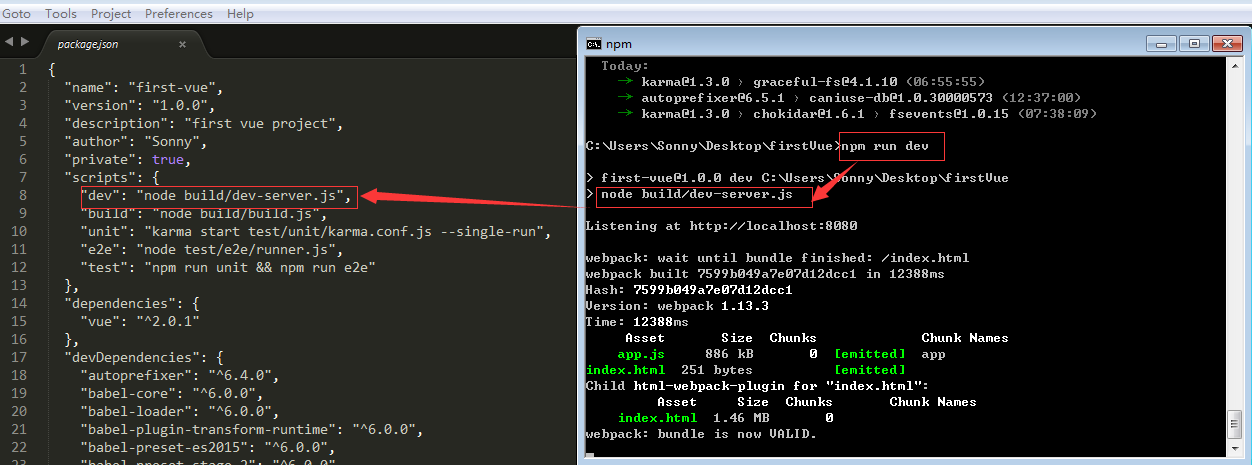 Goto Tools Project Preferences Help
package.json ×
1 {
2 "name": "first-vue",
3 "version": "1.0.0",
4 "description": "first vue project",
5 "author": "Sonny",
6 "private": true,
7 "scripts": {
8 "dev": "node build/dev-server.js",
9 "build": "node build/build.js",
10 "unit": "karma start test/unit/karma.conf.js --single-run",
11 "e2e": "node test/e2e/runner.js",
12 "test": "npm run unit && npm run e2e"
13 },
14 "dependencies": {
15 "vue": "^2.0.1"
16 },
17 "devDependencies": {
18 "autoprefixer": "^6.4.0",
19 "babel-core": "^6.0.0",
20 "babel-loader": "^6.0.0",
21 "babel-plugin-transform-runtime": "^6.0.0",
22 "babel-preset-es2015": "^6.0.0",
23 "babel-preset-stage-2": "^6.0.0",
C:\. npm
Today:
→ karma@1.3.0 › graceful-fs@4.1.10 (06:55:55)
→ autoprefixer@6.5.1 › caniuse-db@1.0.30000573 (12:37:00)
→ karma@1.3.0 › chokidar@1.6.1 › fsevents@1.0.15 (07:38:09)
C:\Users\Sonny\Desktop\firstVue>npm run dev
> first-vue@1.0.0 dev C:\Users\Sonny\Desktop\firstVue
> node build/dev-server.js
Listening at http://localhost:8080
webpack: wait until bundle finished: /index.html
webpack built 7599b049a7e07d12dcc1 in 12388ms
Hash: 7599b049a7e07d12dcc1
Version: webpack 1.13.3
Time: 12388ms
Asset Size Chunks Chunk Names
app.js 886 kB 0 [emitted] app
index.html 251 bytes [emitted]
Child html-webpack-plugin for "index.html":
Asset Size Chunks Chunk Names
index.html 1.46 MB 0
webpack: bundle is now VALID.